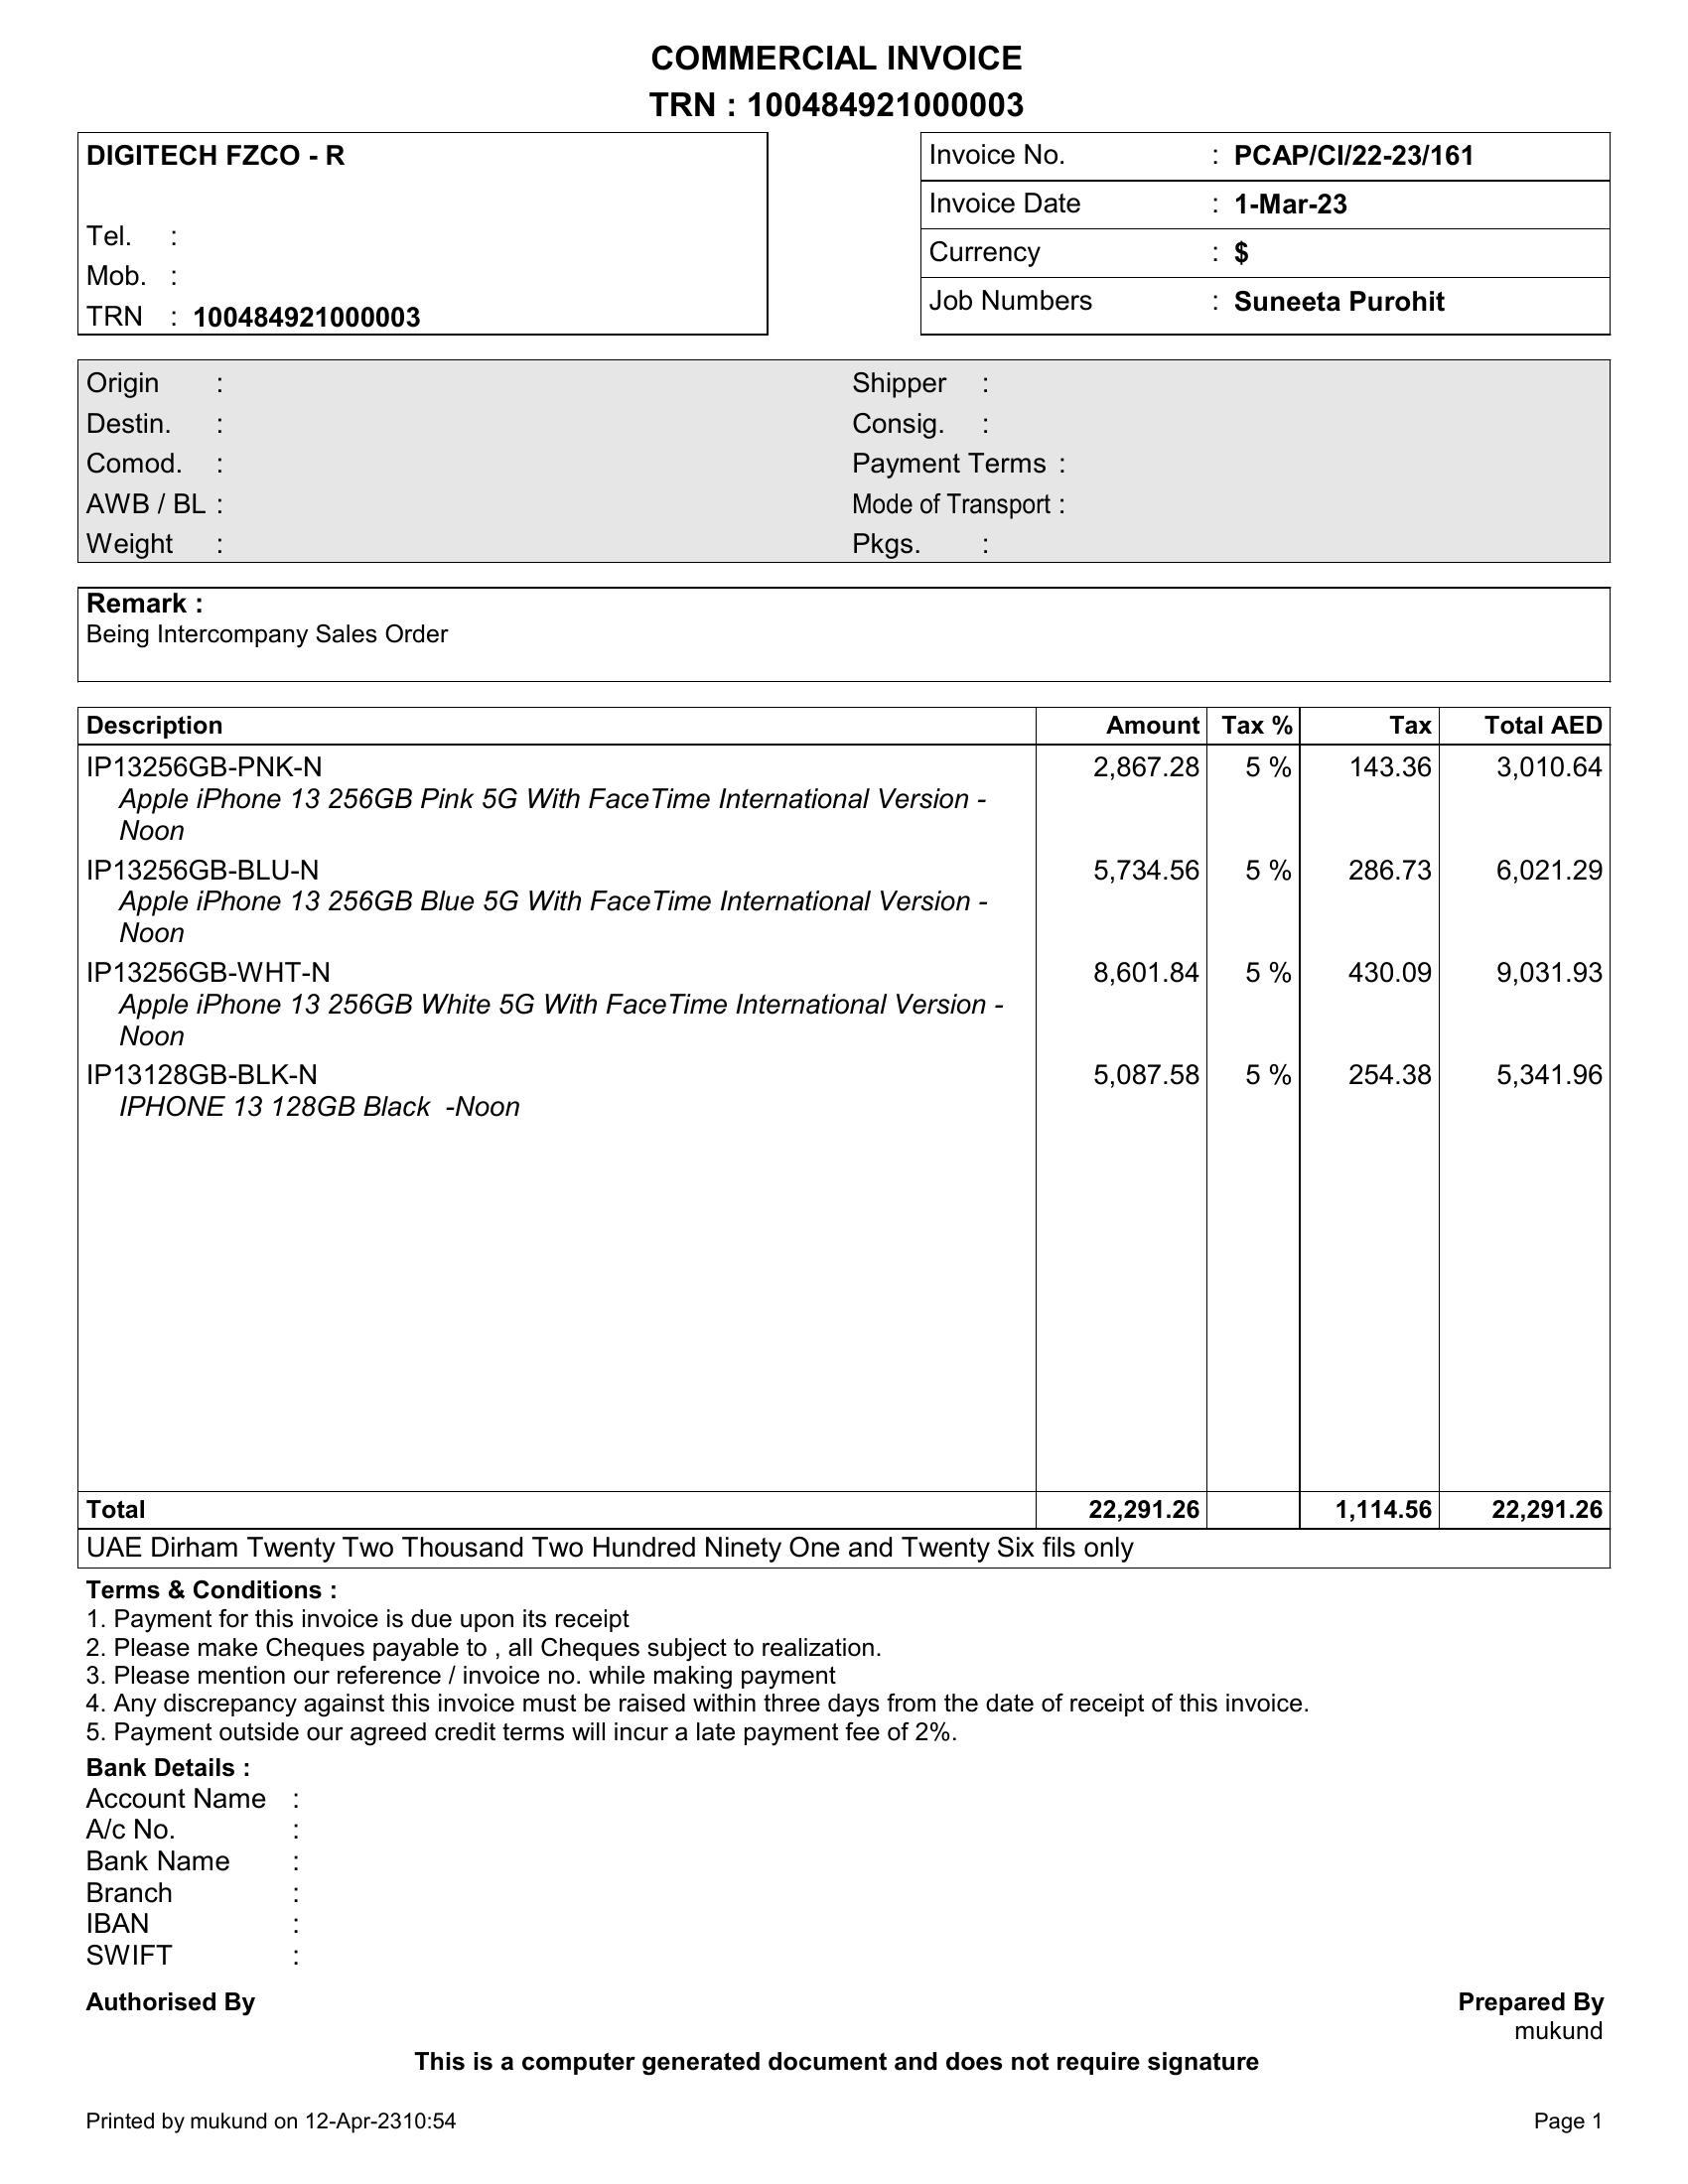 COMMERCIAL INVOICE
TRN : 100484921000003
DIGITECH FZCO - R
Tel. :
Mob. :
TRN : 100484921000003
Invoice No. : PCAP/CI/22-23/161
Invoice Date : 1-Mar-23
Currency : $
Job Numbers : Suneeta Purohit
Origin : Shipper :
Destin. : Consig. :
Comod. : Payment Terms :
AWB / BL : Mode of Transport :
Weight : Pkgs. :
Remark :
Being Intercompany Sales Order
Description Amount Tax % Tax Total AED
IP13256GB-PNK-N 2,867.28 5 % 143.36 3,010.64
Apple iPhone 13 256GB Pink 5G With FaceTime International Version -
Noon
IP13256GB-BLU-N 5,734.56 5 % 286.73 6,021.29
Apple iPhone 13 256GB Blue 5G With FaceTime International Version -
Noon
IP13256GB-WHT-N 8,601.84 5 % 430.09 9,031.93
Apple iPhone 13 256GB White 5G With FaceTime International Version -
Noon
IP13128GB-BLK-N 5,087.58 5 % 254.38 5,341.96
IPHONE 13 128GB Black -Noon
Total 22,291.26 1,114.56 22,291.26
UAE Dirham Twenty Two Thousand Two Hundred Ninety One and Twenty Six fils only
Terms & Conditions :
1. Payment for this invoice is due upon its receipt
2. Please make Cheques payable to , all Cheques subject to realization.
3. Please mention our reference / invoice no. while making payment
4. Any discrepancy against this invoice must be raised within three days from the date of receipt of this invoice.
5. Payment outside our agreed credit terms will incur a late payment fee of 2%.
Bank Details :
Account Name :
A/c No. :
Bank Name :
Branch :
IBAN :
SWIFT :
Authorised By Prepared By
mukund
This is a computer generated document and does not require signature
Printed by mukund on 12-Apr-2310:54 Page 1